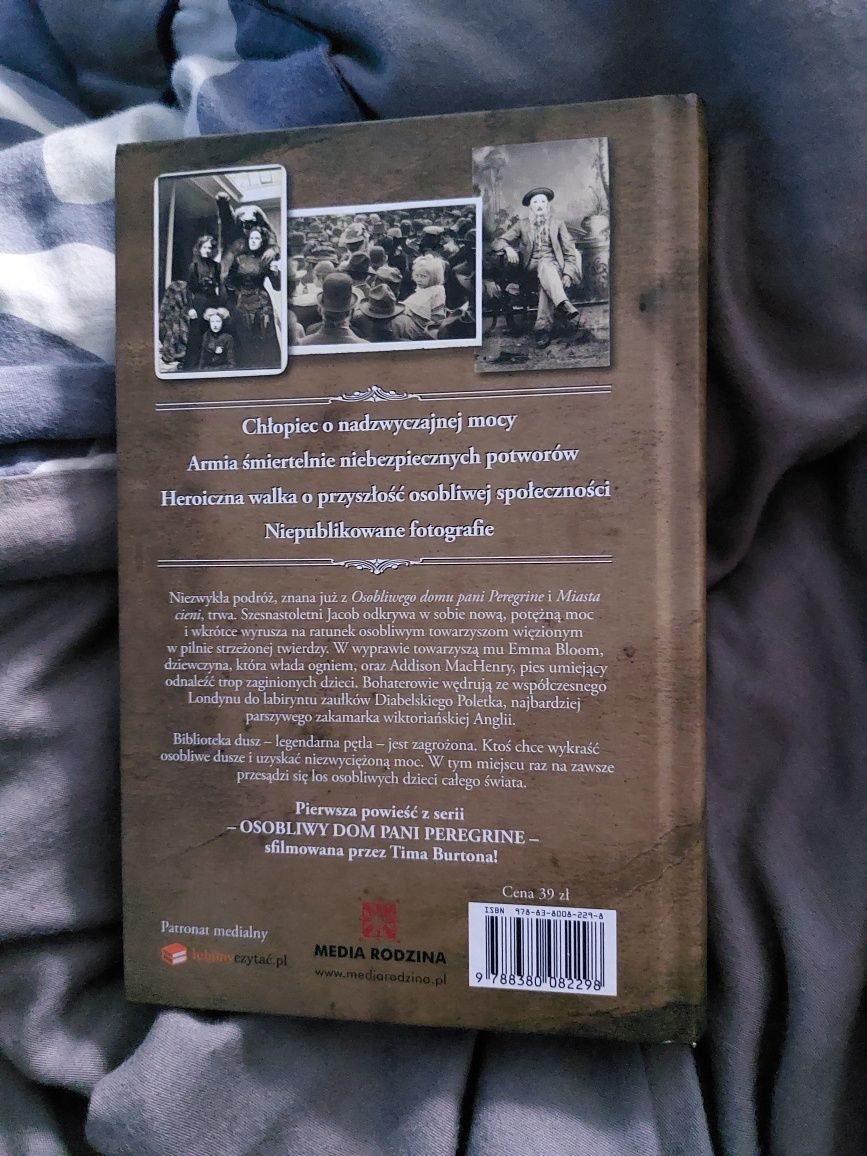 Chłopiec o nadzwyczajnej mocy
Armia śmiertelnie niebezpiecznych potworów
Heroiczna walka o przyszłość osobliwej społeczności
Niepublikowane fotografie
Niezwykła podróż, znana już z Osobliwego domu pani Peregrine i Miasta
cieni, trwa. Szesnastoletni Jacob odkrywa w sobie nową, potężną moc
i wkrótce wyrusza na ratunek osobliwym towarzyszom więzionym
w pilnie strzeżonej twierdzy. W wyprawie towarzyszą mu Emma Bloom,
dziewczyna, która włada ogniem, oraz Addison MacHenry, pies umiejący
odnaleźć trop zaginionych dzieci. Bohaterowie wędrują ze współczesnego
Londynu do labiryntu zaułków Diabelskiego Poletka, najbardziej
parszywego zakamarka wiktoriańskiej Anglii.
Biblioteka dusz – legendarna pętla – jest zagrożona. Ktoś chce wykraść
osobliwe dusze i uzyskać niezwyciężoną moc. W tym miejscu raz na zawsze
przesądzi się los osobliwych dzieci całego świata.
Pierwsza powieść z serii
– OSOBLIWY DOM PANI PEREGRINE –
sfilmowana przez Tima Burtona!
Cena 39 zł
ISBN 978-83-8008-229-8
9 788380 082298
Patronat medialny
lubimyczytać.pl
MEDIA RODZINA
www.mediarodzina.pl